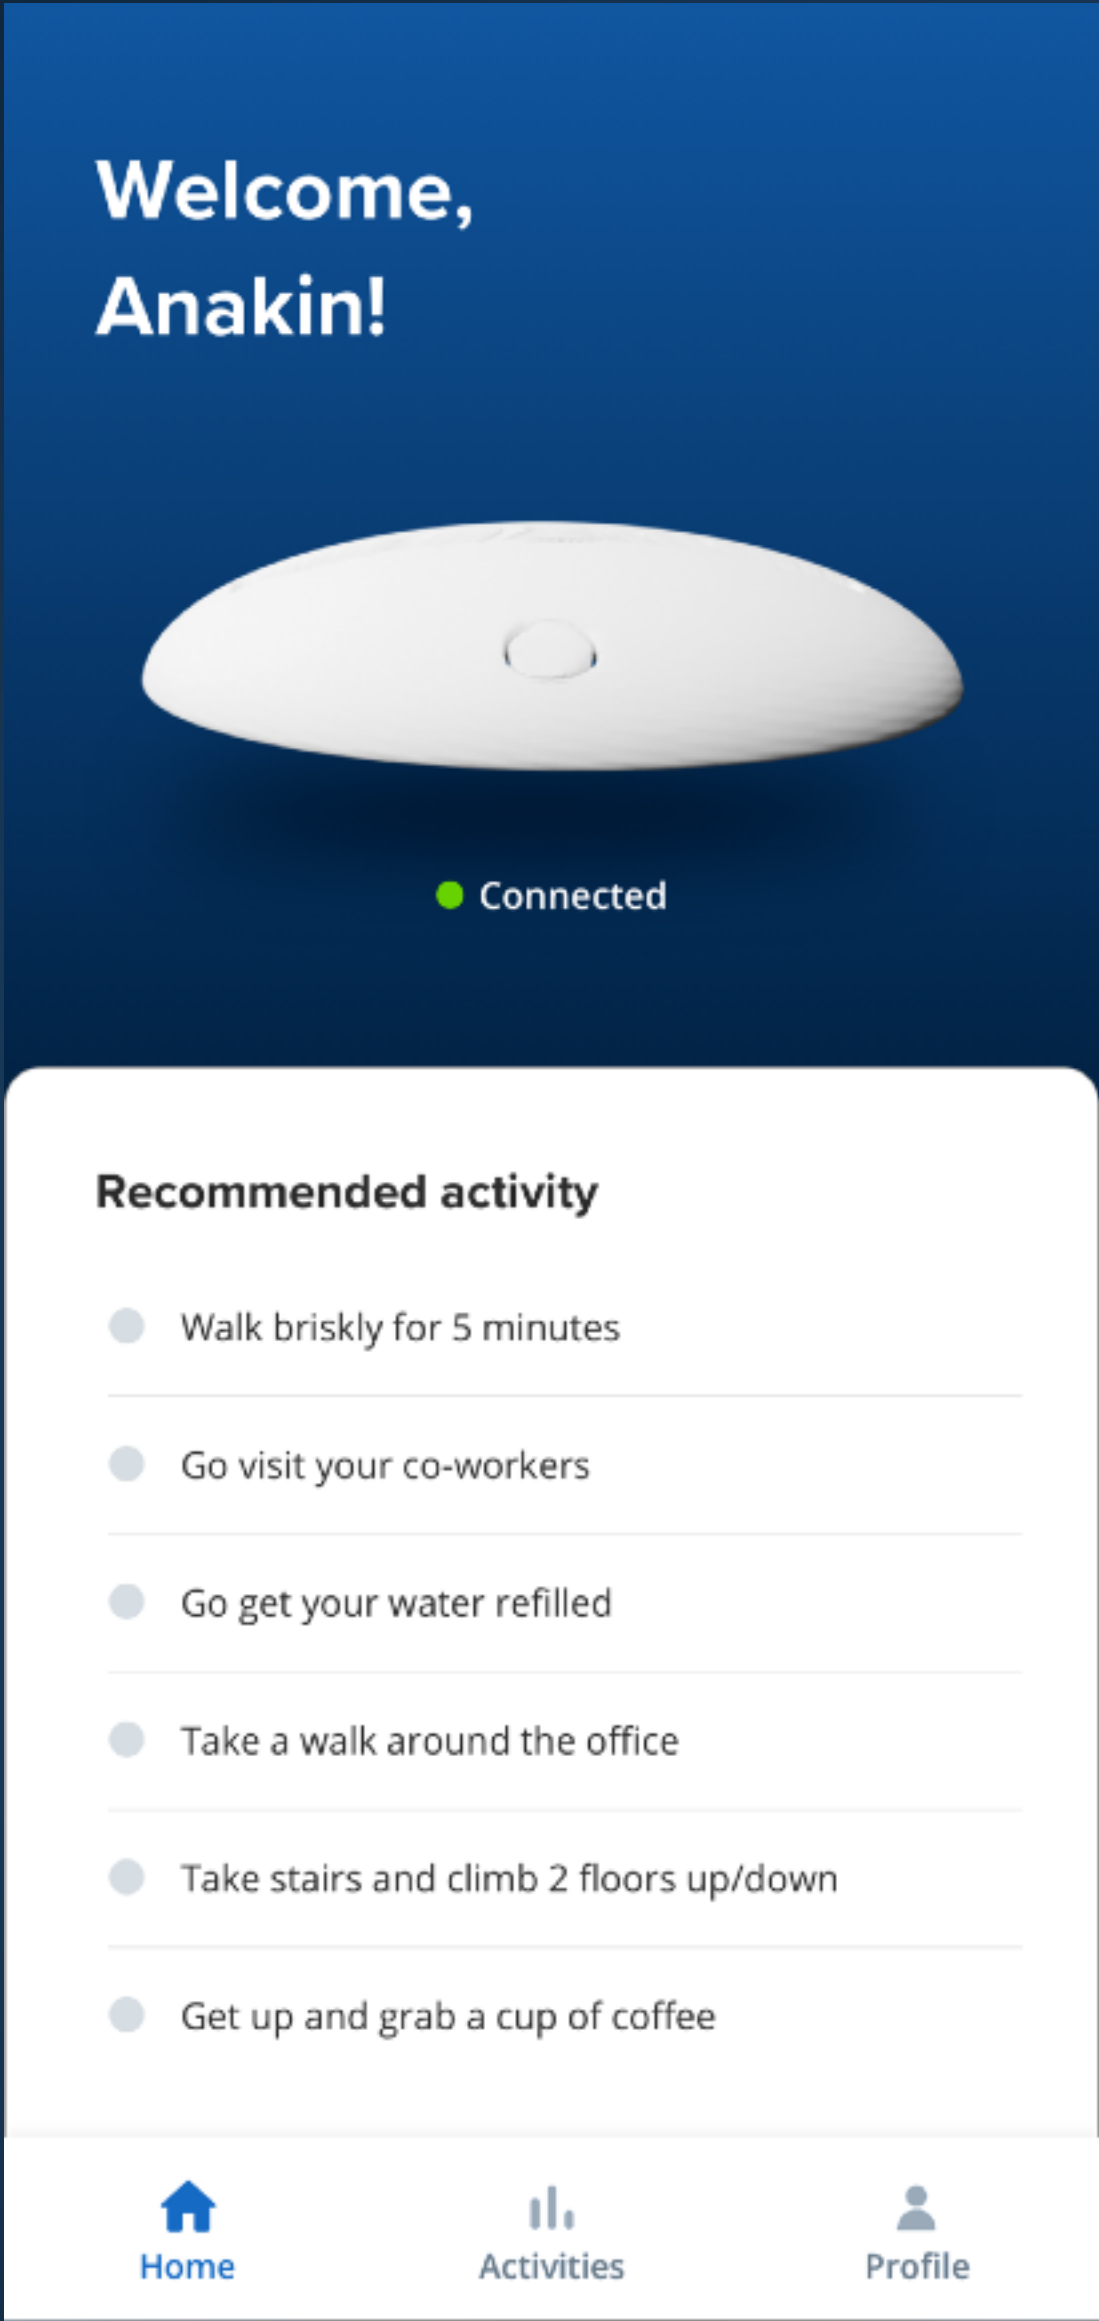 Welcome,
Anakin!
Connected
Recommended activity
Walk briskly for 5 minutes
Go visit your co-workers
Go get your water refilled
Take a walk around the office
Take stairs and climb 2 floors up/down
Get up and grab a cup of coffee
Home
Activities
Profile